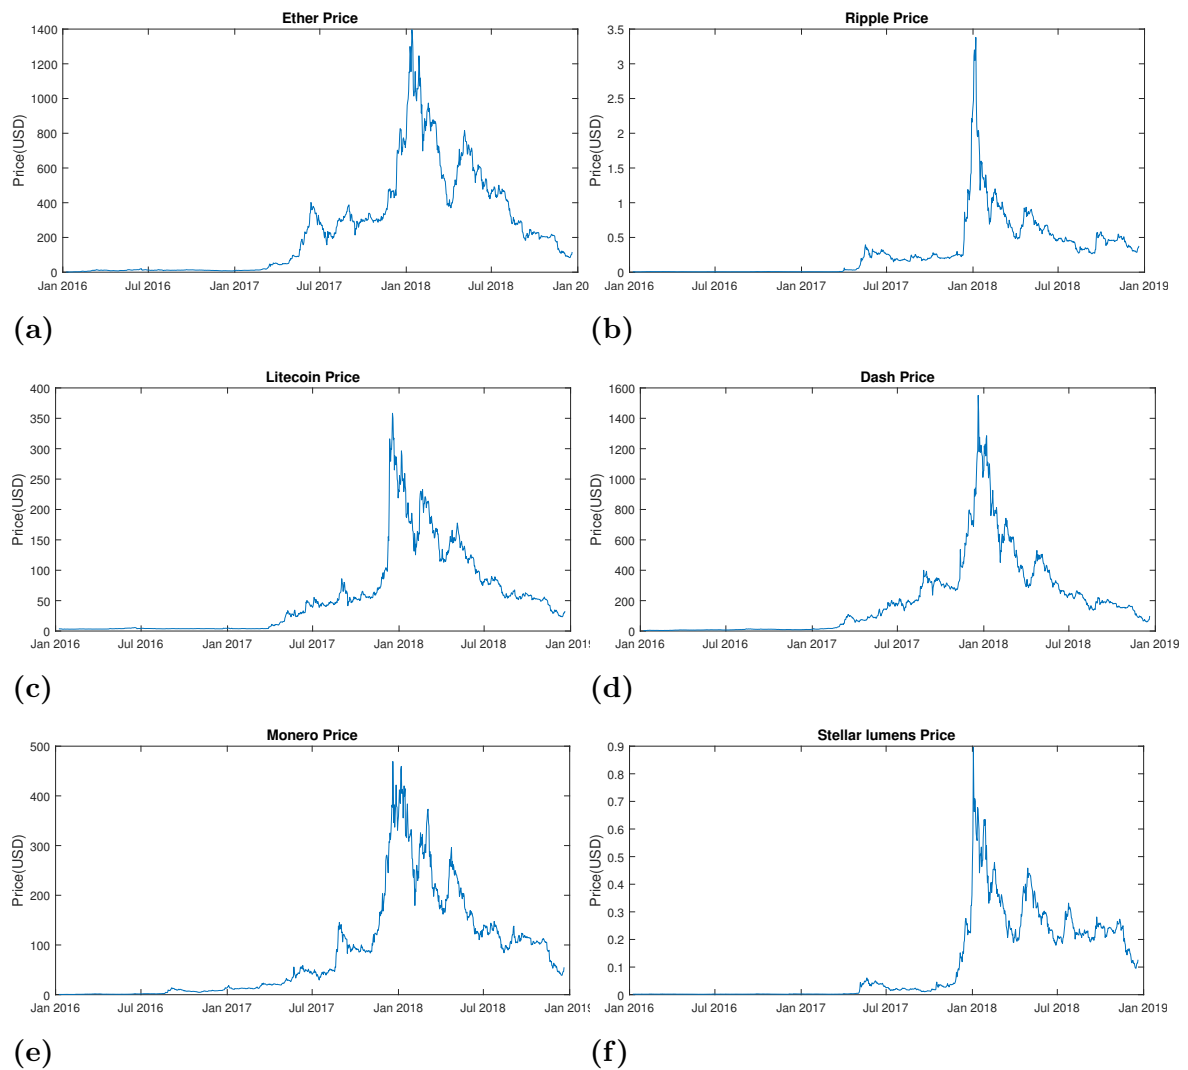 Ether Price
Price(USD)
1400
1200
1000
800
600
400
200
0
Jan 2016 Jul 2016 Jan 2017 Jul 2017 Jan 2018 Jul 2018 Jan 20
(a)
Ripple Price
Price(USD)
3.5
3
2.5
2
1.5
1
0.5
0
Jan 2016 Jul 2016 Jan 2017 Jul 2017 Jan 2018 Jul 2018 Jan 2019
(b)
Litecoin Price
Price(USD)
400
350
300
250
200
150
100
50
0
Jan 2016 Jul 2016 Jan 2017 Jul 2017 Jan 2018 Jul 2018 Jan 2019
(c)
Dash Price
Price(USD)
1600
1400
1200
1000
800
600
400
200
0
Jan 2016 Jul 2016 Jan 2017 Jul 2017 Jan 2018 Jul 2018 Jan 2019
(d)
Monero Price
Price(USD)
500
400
300
200
100
0
Jan 2016 Jul 2016 Jan 2017 Jul 2017 Jan 2018 Jul 2018 Jan 2019
(e)
Stellar lumens Price
Price(USD)
0.9
0.8
0.7
0.6
0.5
0.4
0.3
0.2
0.1
0
Jan 2016 Jul 2016 Jan 2017 Jul 2017 Jan 2018 Jul 2018 Jan 2019
(f)